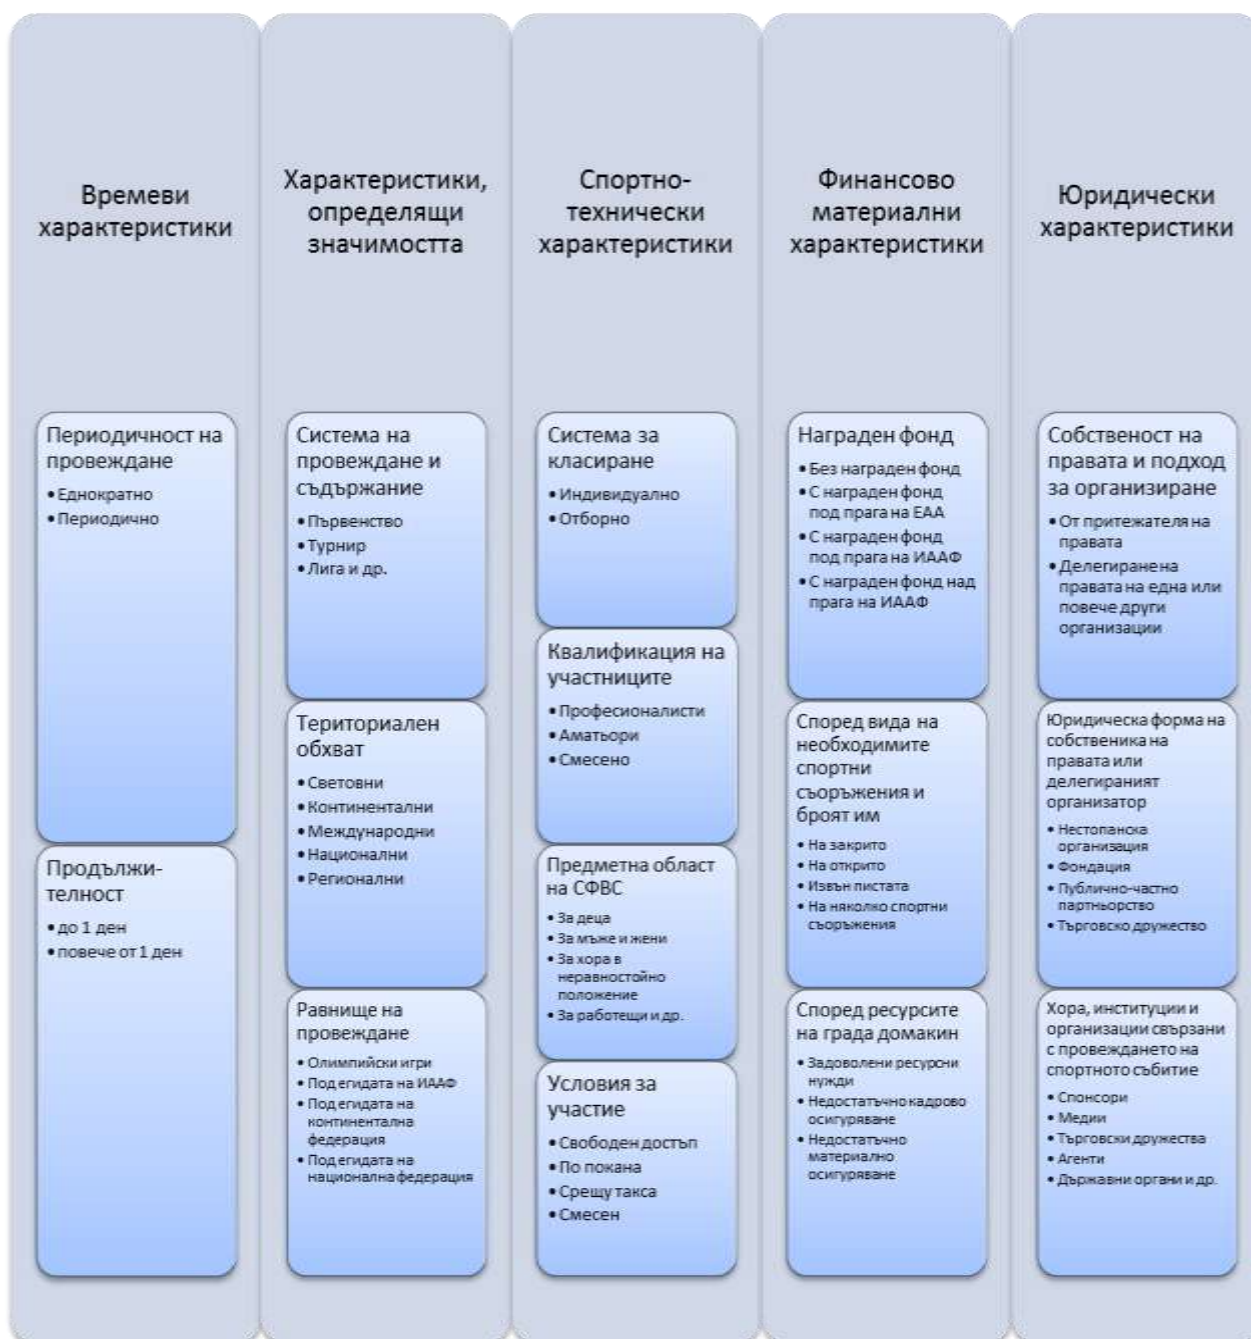 Времеви
характеристики
Периодичност на
провеждане
• Еднократно
• Периодично
Продължи-
телност
• до 1 ден
• повече от 1 ден
Характеристики,
определящи
значимостта
Система на
провеждане и
съдържание
• Първенство
• Турнир
• Лига и др.
Териториален
обхват
• Световни
• Континентални
• Международни
• Национални
• Регионални
Равнище на
провеждане
• Олимпийски игри
• Под егидата на ИААФ
• Под егидата на
континентална
федерация
• Под егидата на
национална федерация
Спортно-
технически
характеристики
Система за
класиране
• Индивидуално
• Отборно
Квалификация на
участниците
• Професионалисти
• Аматьори
• Смесено
Предметна област
на СФВС
• За деца
• За мъже и жени
• За хора в
неравностойно
положение
• За работещи и др.
Условия за
участие
• Свободен достъп
• По покана
• Срещу такса
• Смесен
Финансово
материални
характеристики
Награден фонд
• Без награден фонд
• С награден фонд
под прага на ЕАА
• С награден фонд
под прага на ИААФ
• С награден фонд над
прага на ИААФ
Според вида на
необходимите
спортни
съоръжения и
броят им
• На закрито
• На открито
• Извън пистата
• На няколко спортни
съоръжения
Според ресурсите
на града домакин
• Задоволени ресурсни
нужди
• Недостатъчно кадрово
осигуряване
• Недостатъчно
материално
осигуряване
Юридически
характеристики
Собственост на
правата и подход
за организиране
• От притежателя на
правата
• Делегиране на
правата на една или
повече други
организации
Юридическа форма на
собственика на
правата или
делегираният
организатор
• Нестопанска
организация
• Фондация
• Публично-частно
партньорство
• Търговско дружество
Хора, институции и
организации свързани
с провеждането на
спортното събитие
• Спонсори
• Медии
• Търговски дружества
• Агенти
• Държавни органи и др.